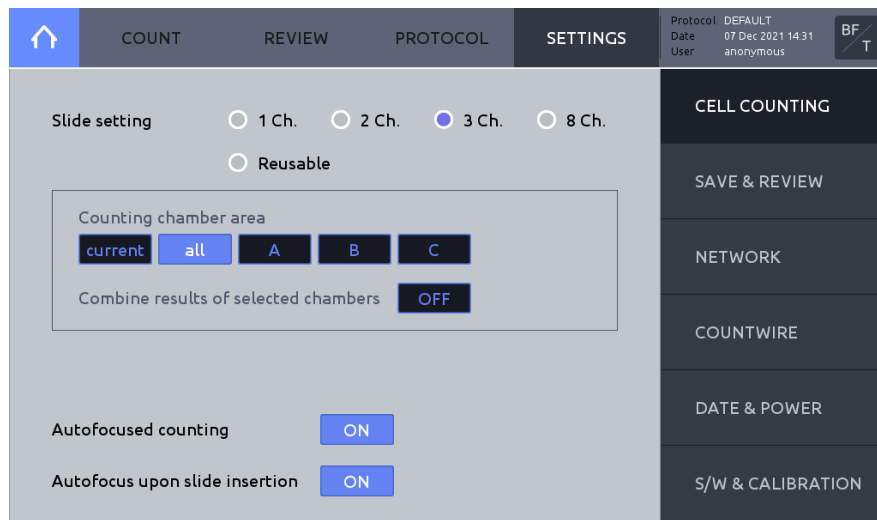 COUNT REVIEW PROTOCOL SETTINGS
Protocol DEFAULT
Date 07 Dec 2021 14:31
User anonymous
BF/T
Slide setting 1 Ch. 2 Ch. 3 Ch. 8 Ch.
Reusable
Counting chamber area
current all A B C
Combine results of selected chambers OFF
Autofocused counting ON
Autofocus upon slide insertion ON
CELL COUNTING
SAVE & REVIEW
NETWORK
COUNTWIRE
DATE & POWER
S/W & CALIBRATION